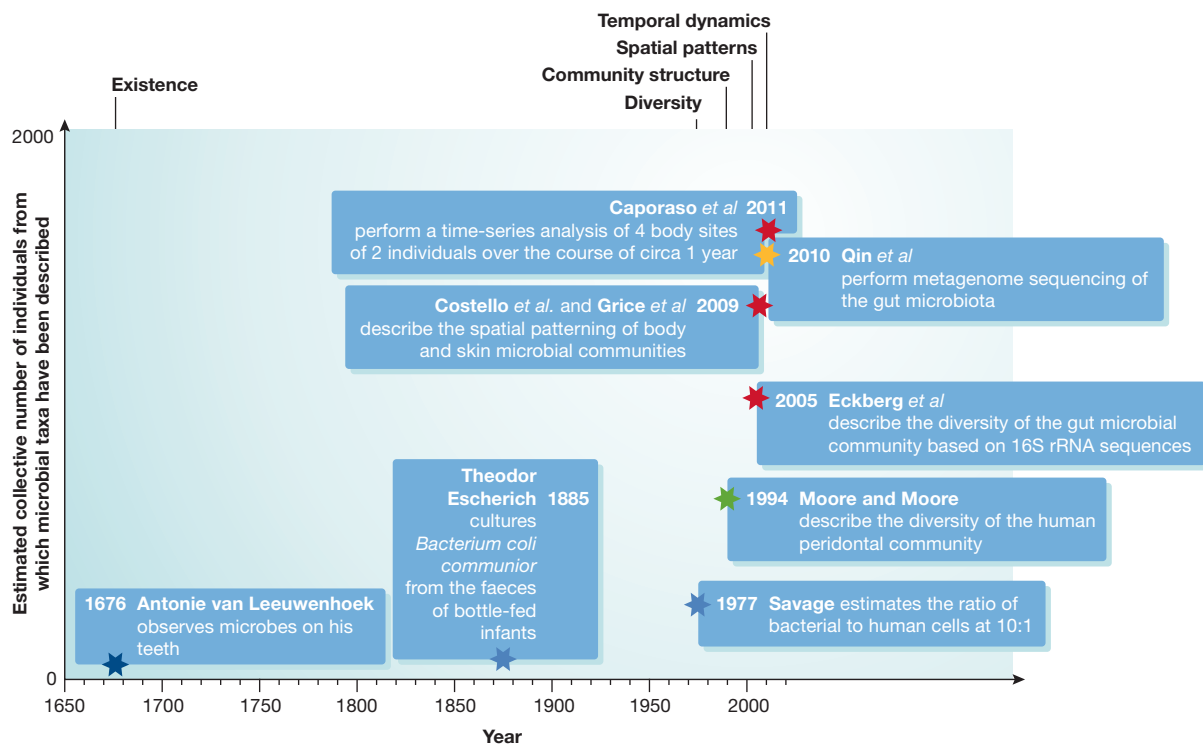 Temporal dynamics
Spatial patterns
Community structure
Diversity
Existence
Estimated collective number of individuals from
which microbial taxa have been described
2000
Caporaso et al 2011
perform a time-series analysis of 4 body sites
of 2 individuals over the course of circa 1 year
2010 Qin et al
perform metagenome sequencing of
the gut microbiota
Costello et al. and Grice et al 2009
describe the spatial patterning of body
and skin microbial communities
2005 Eckberg et al
describe the diversity of the gut microbial
community based on 16S rRNA sequences
Theodor
Escherich 1885
cultures
Bacterium coli
communior
from the faeces
of bottle-fed
infants
1994 Moore and Moore
describe the diversity of the human
peridontal community
1676 Antonie van Leeuwenhoek
observes microbes on his
teeth
1977 Savage estimates the ratio of
bacterial to human cells at 10:1
0
1650 1700 1750 1800 1850 1900 1950 2000
Year